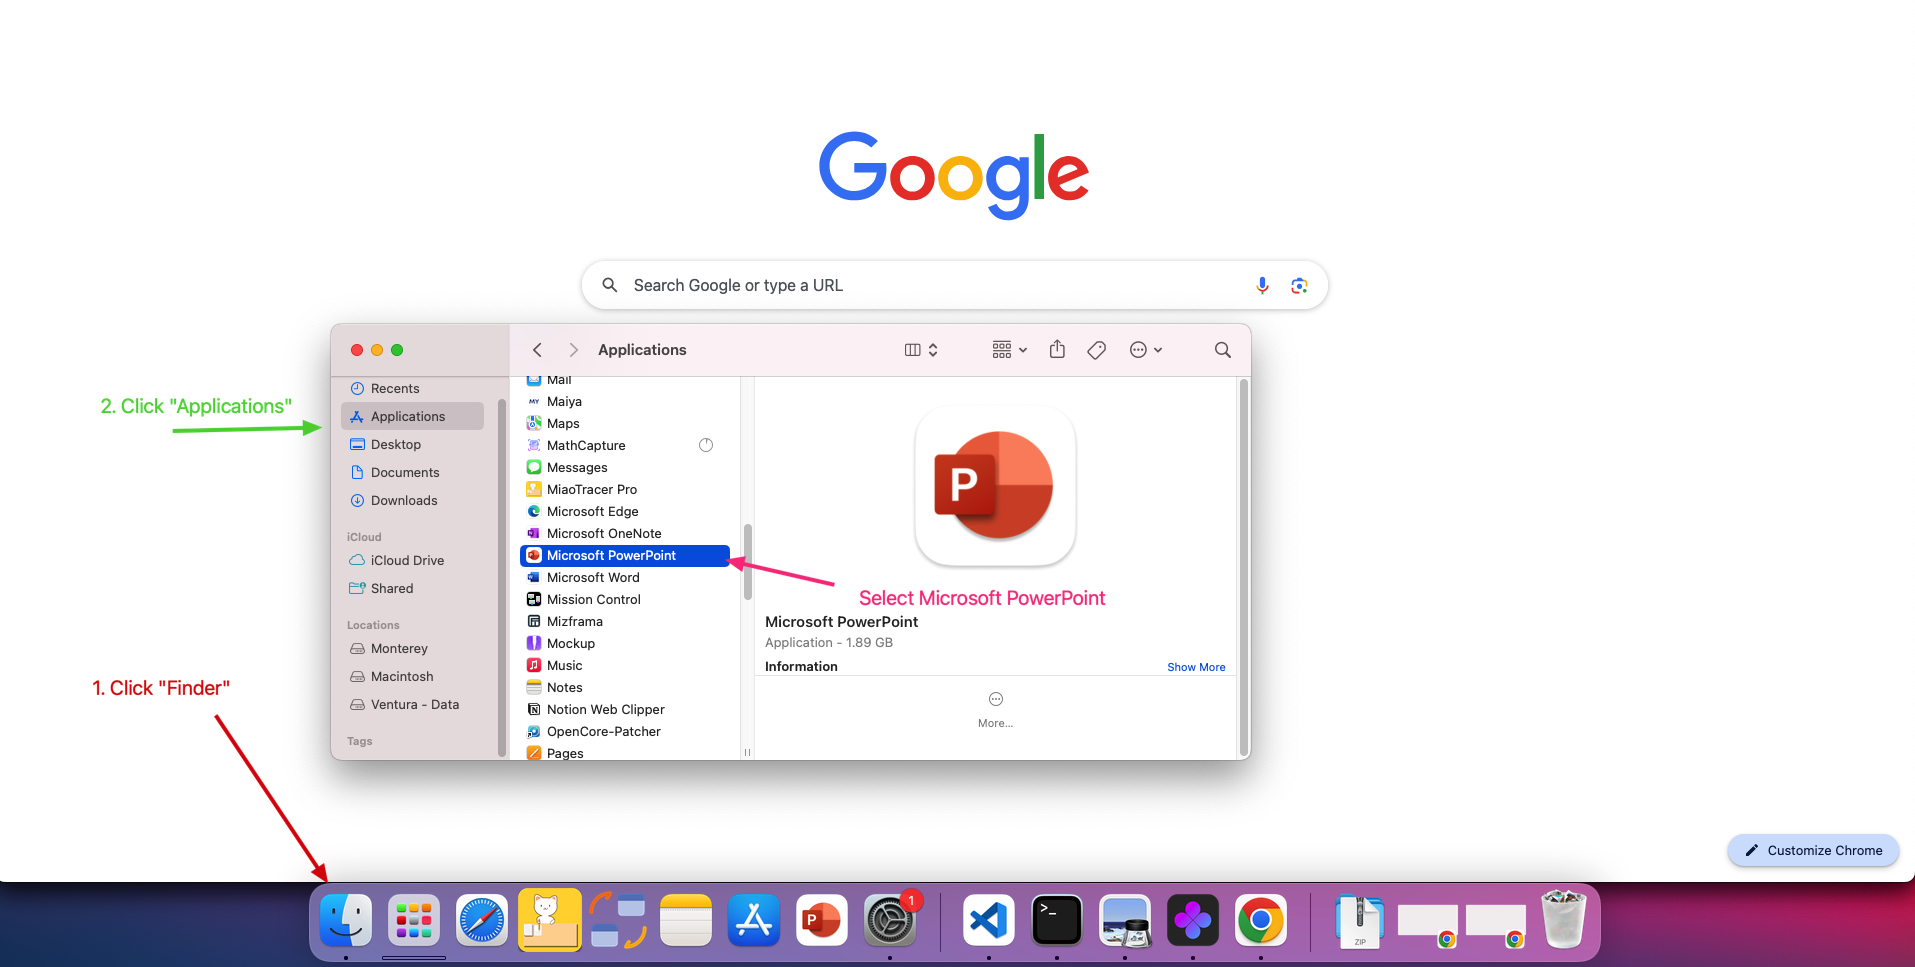 Google
Search Google or type a URL
Applications
Recents
Applications
Desktop
Documents
Downloads
iCloud
iCloud Drive
Shared
Locations
Monterey
Macintosh
Ventura - Data
Tags
Mail
MY Maiya
Maps
MathCapture
Messages
MiaoTracer Pro
Microsoft Edge
Microsoft OneNote
Microsoft PowerPoint
Microsoft Word
Mission Control
Mizframa
Mockup
Music
Notes
Notion Web Clipper
OpenCore-Patcher
Pages
P
Select Microsoft PowerPoint
Microsoft PowerPoint
Application - 1.89 GB
Information
Show More
More...
2. Click "Applications"
1. Click "Finder"
Customize Chrome
P
1
>_
ZIP